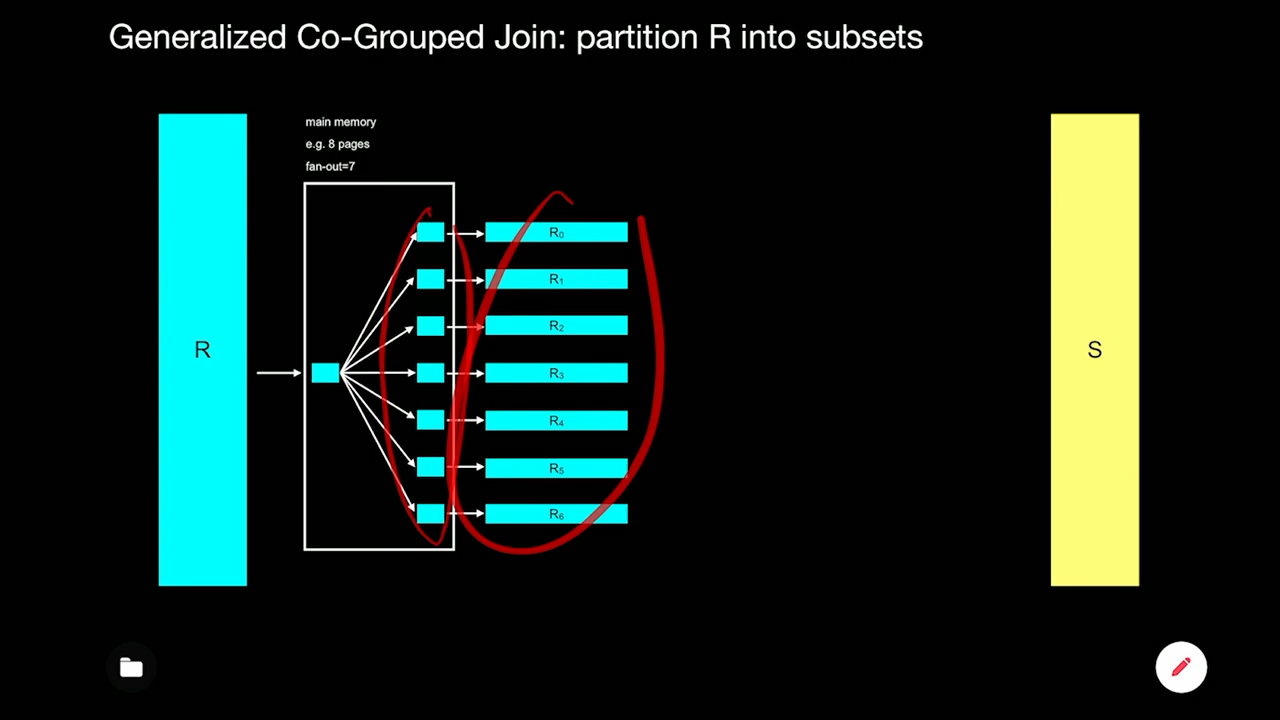 Generalized Co-Grouped Join: partition R into subsets
main memory
e.g. 8 pages
fan-out=7
R
R₀
R₁
R₂
R₃
R₄
R₅
R₆
S